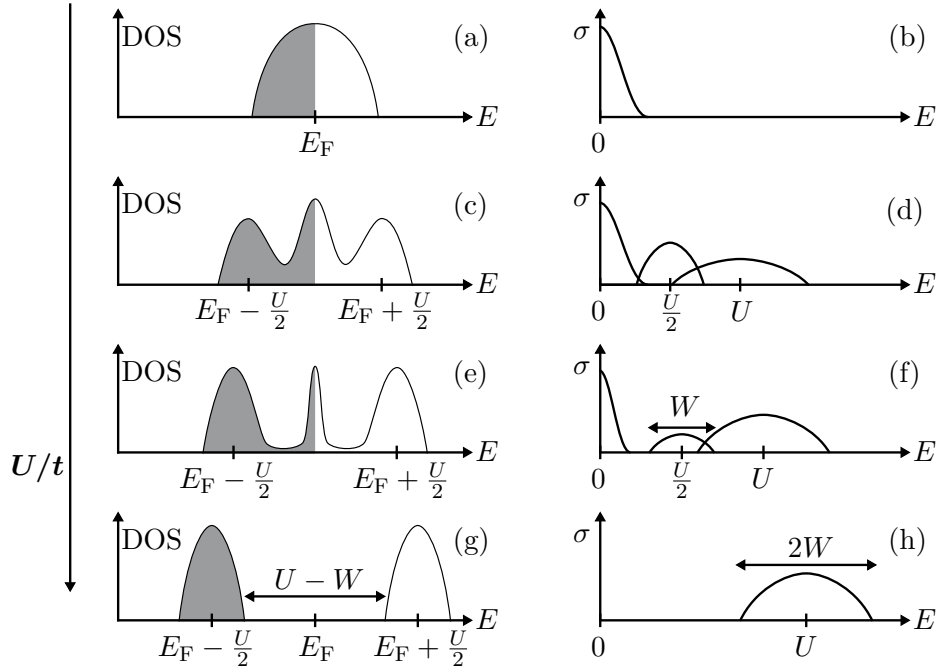 DOS
(a)
E
E_F
σ
(b)
E
0
DOS
(c)
E
E_F − U/2
E_F + U/2
σ
(d)
E
0
U/2
U
DOS
(e)
E
E_F − U/2
E_F + U/2
σ
(f)
W
E
0
U/2
U
U/t
DOS
(g)
U − W
E
E_F − U/2
E_F
E_F + U/2
σ
(h)
2W
E
0
U